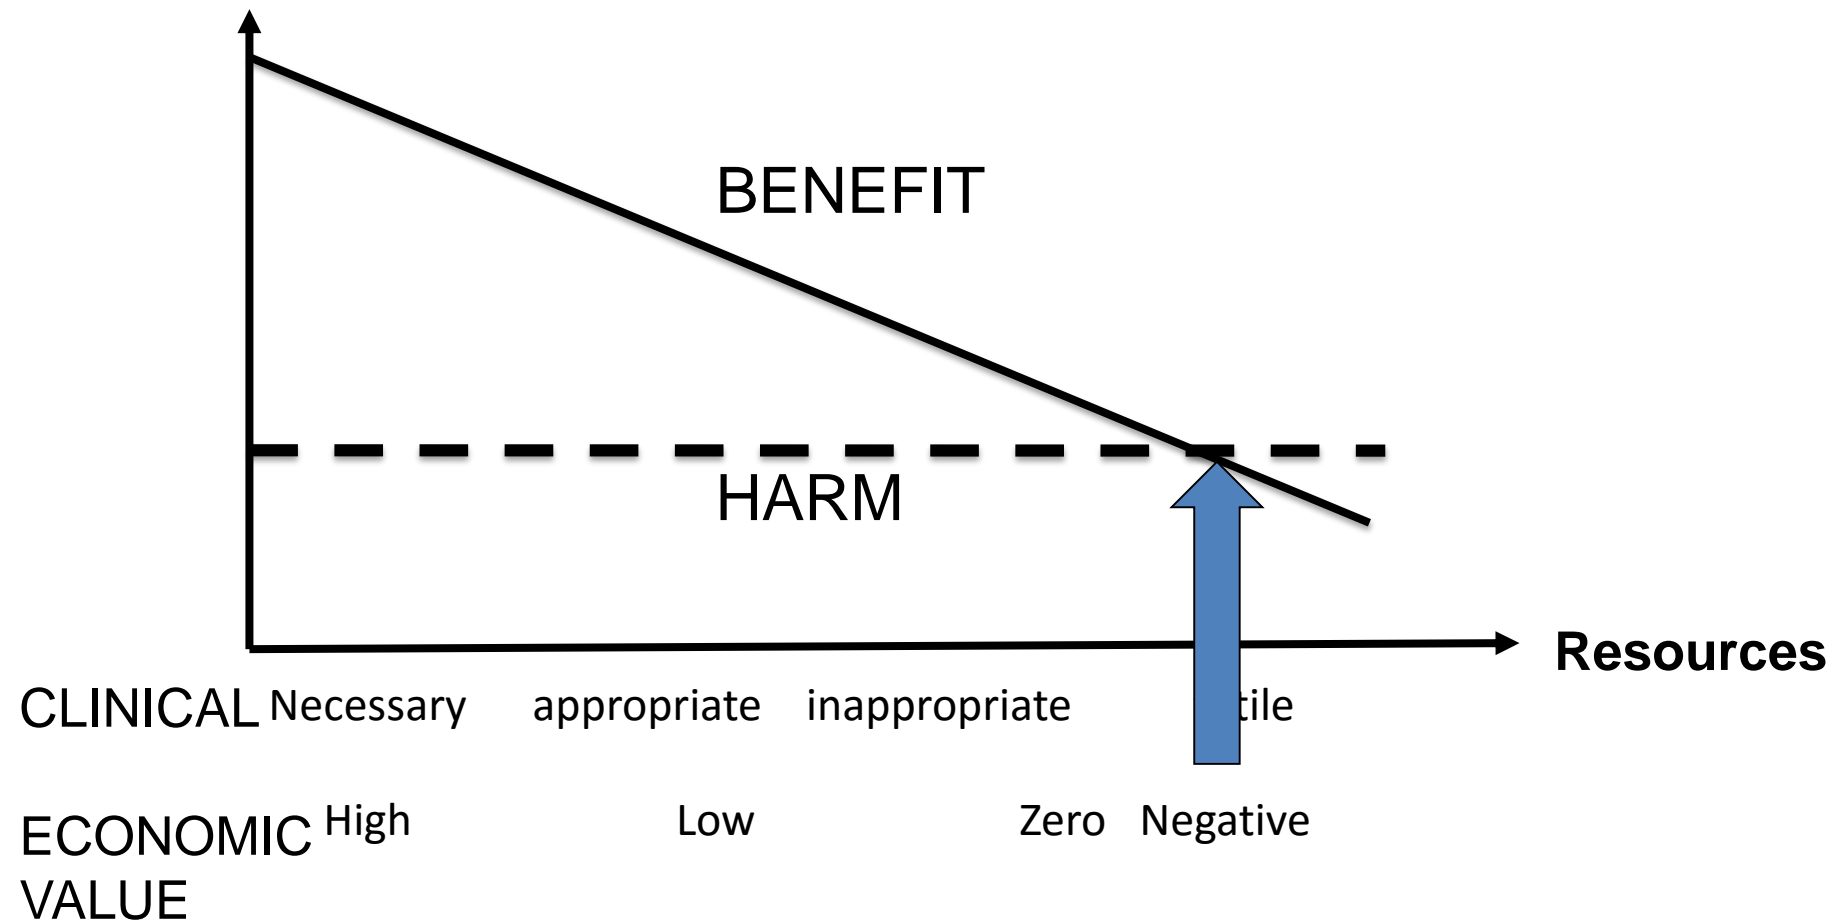 BENEFIT
HARM
Resources
CLINICAL Necessary appropriate inappropriate
ECONOMIC High Low Zero Negative
VALUE